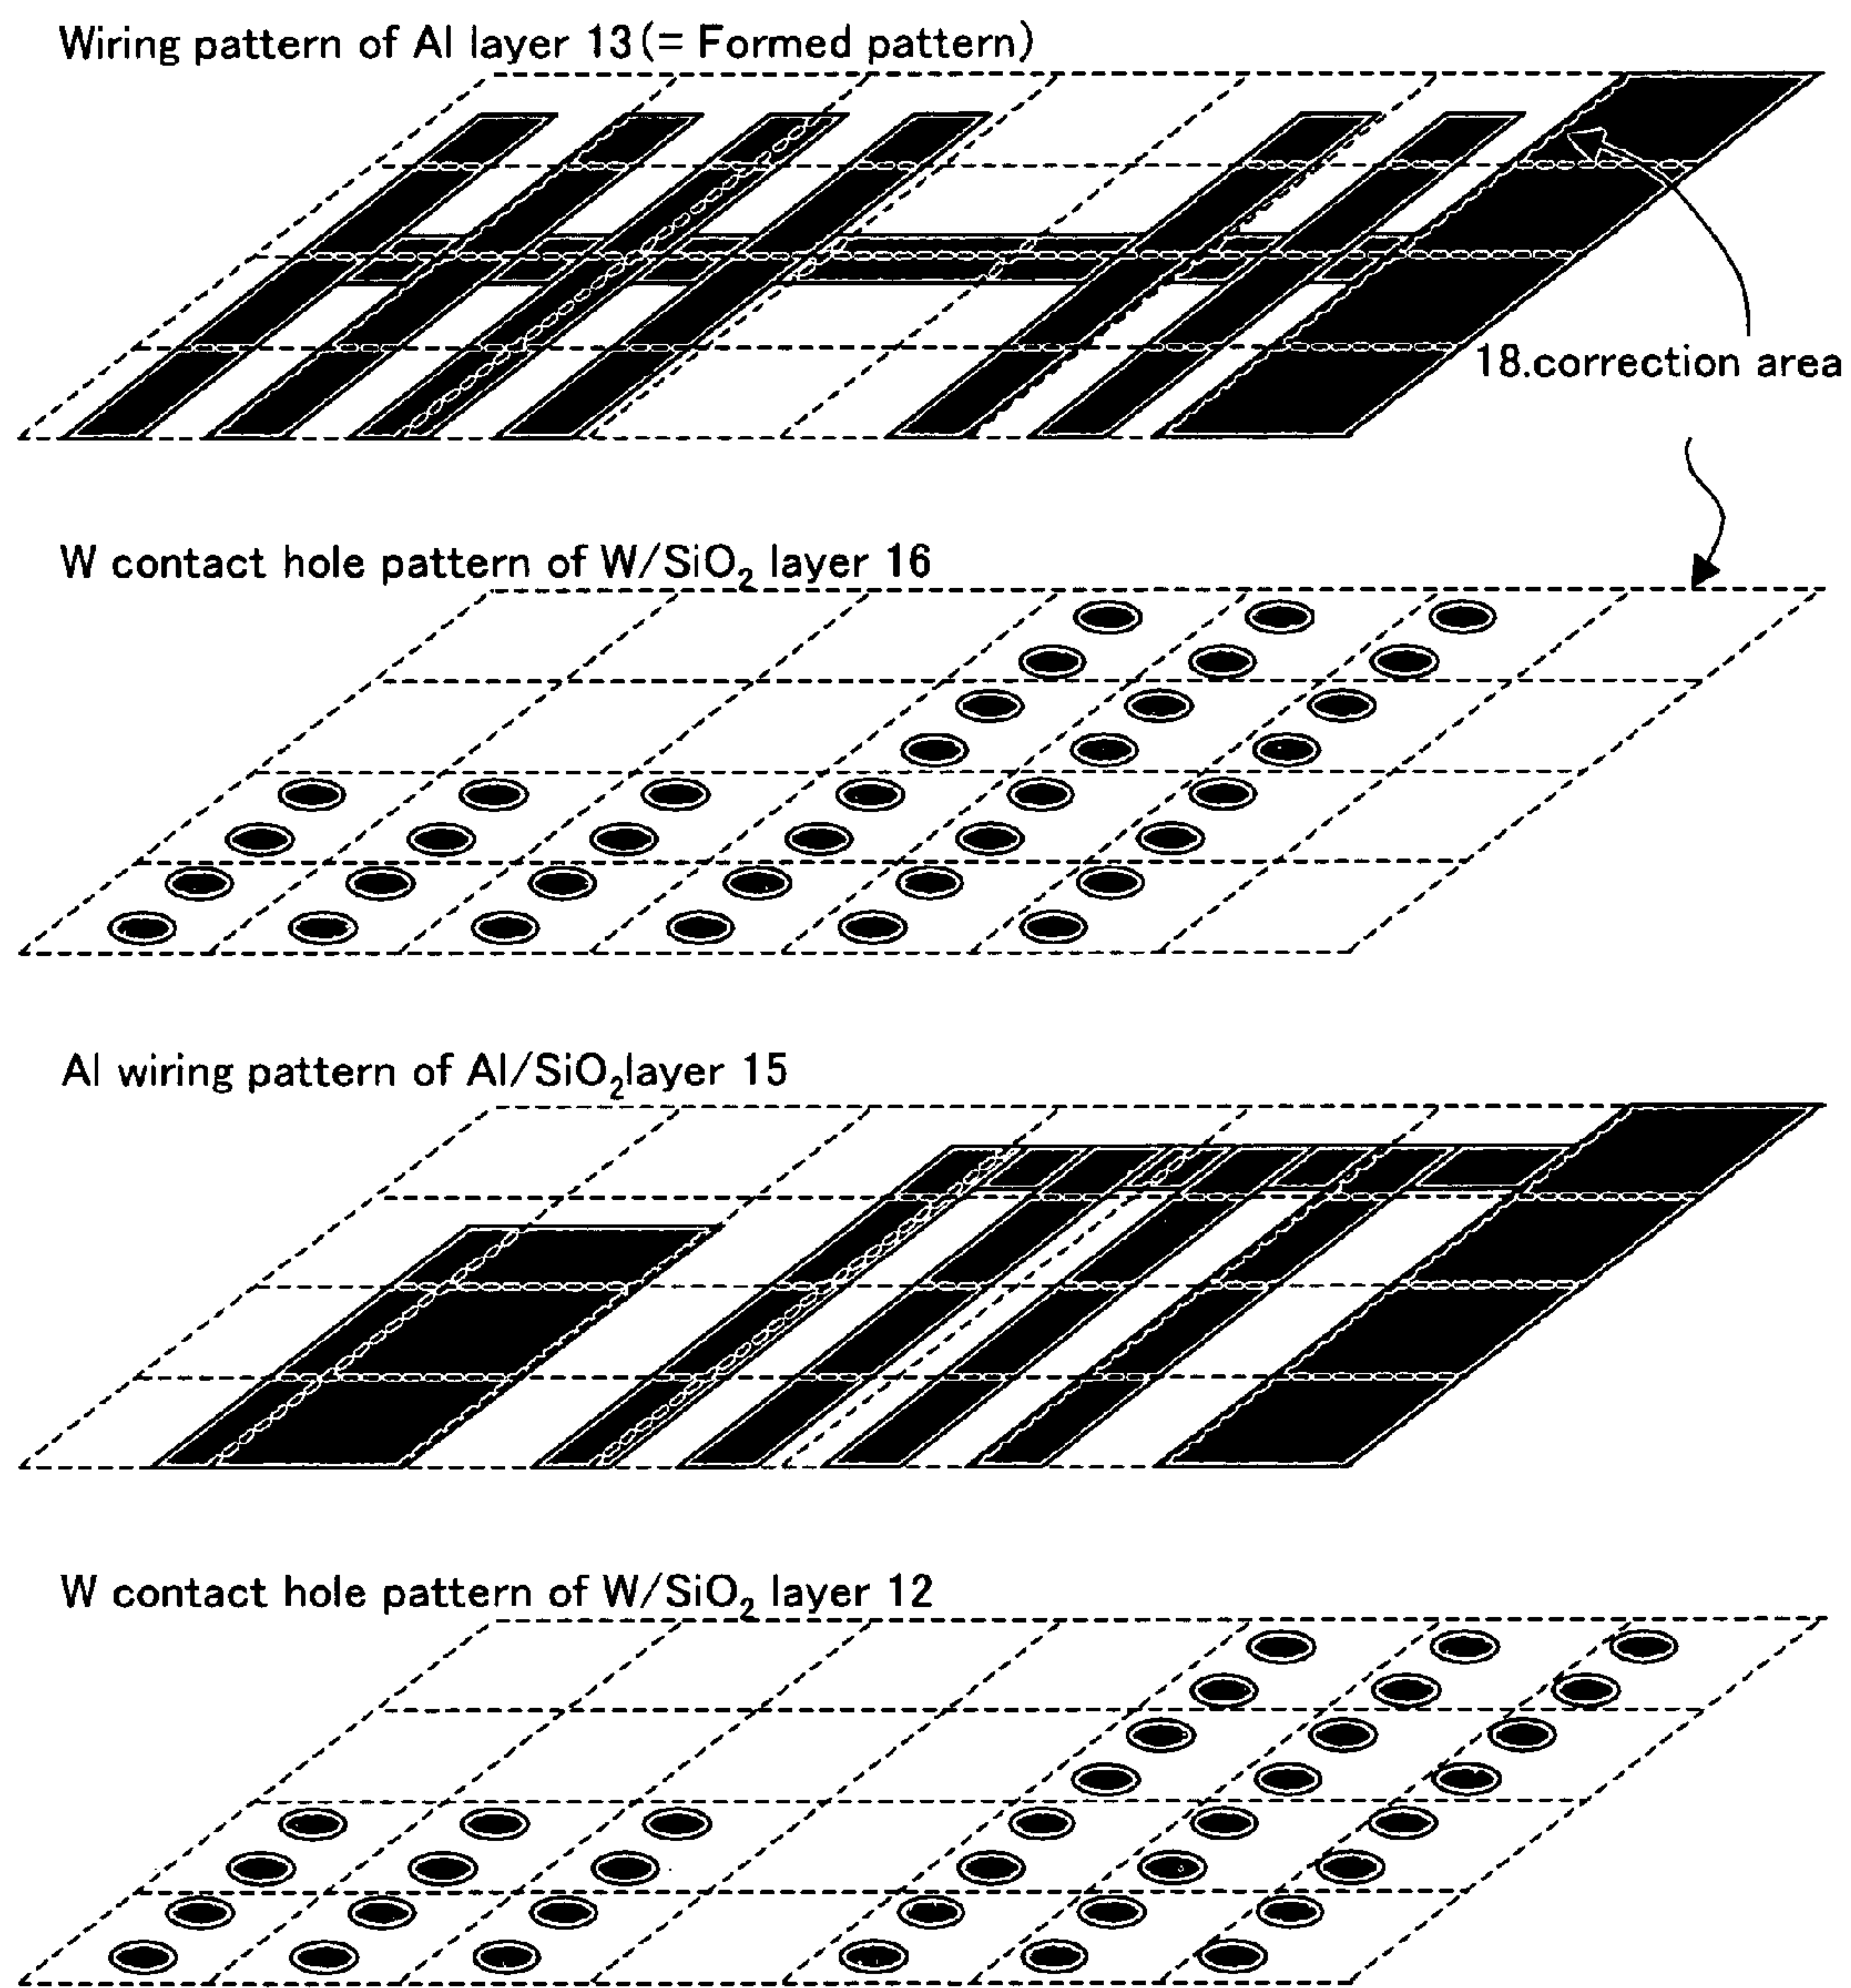 Wiring pattern of Al layer 13(= Formed pattern)
18.correction area
W contact hole pattern of W/SiO₂ layer 16
Al wiring pattern of Al/SiO₂layer 15
W contact hole pattern of W/SiO₂ layer 12